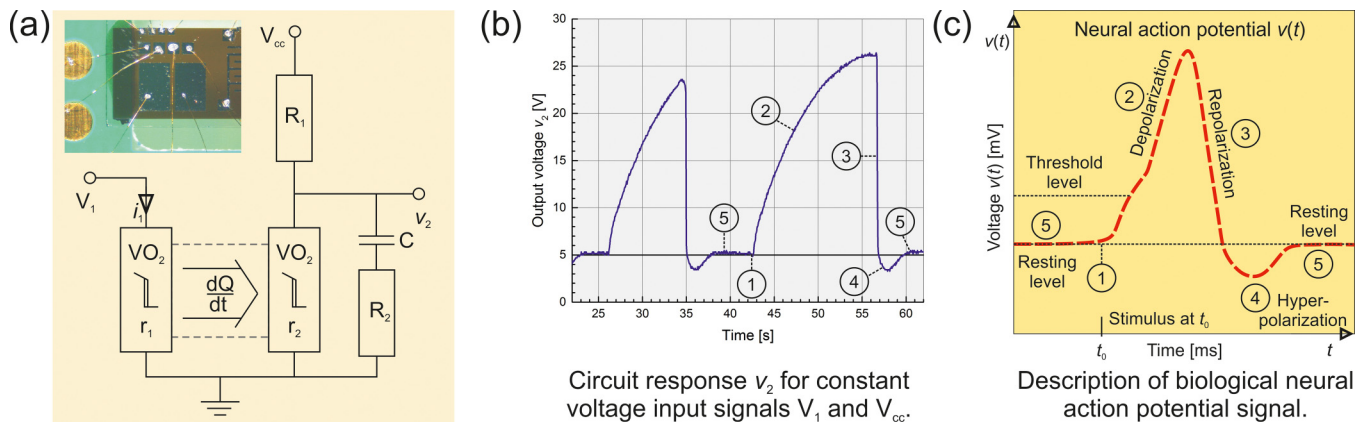 (a)
V_cc
R₁
V₁
i₁
v₂
VO₂
r₁
dQ
dt
VO₂
r₂
C
R₂
(b)
Output voltage v₂ [V]
30
25
20
15
10
5
0
25 30 35 40 45 50 55 60
Time [s]
2
3
5
5
1
4
Circuit response v₂ for constant
voltage input signals V₁ and V_cc.
(c)
v(t)
Neural action potential v(t)
Voltage v(t) [mV]
2
Depolarization
Repolarization
3
Threshold
level
5
Resting
level
Resting
level
1
5
4
Hyper-
polarization
Stimulus at t₀
t₀
Time [ms]
t
Description of biological neural
action potential signal.